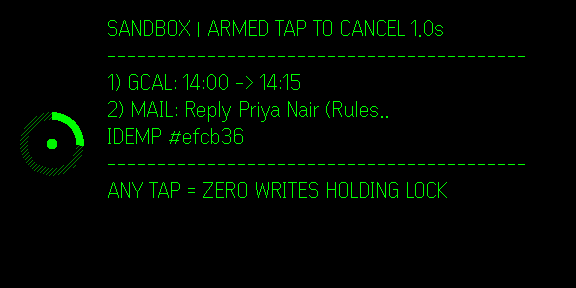 SANDBOX | ARMED TAP TO CANCEL 1.0s
------------------------------------------
1) GCAL: 14:00 -> 14:15
2) MAIL: Reply Priya Nair (Rules..
IDEMP #efcb36
------------------------------------------
ANY TAP = ZERO WRITES HOLDING LOCK